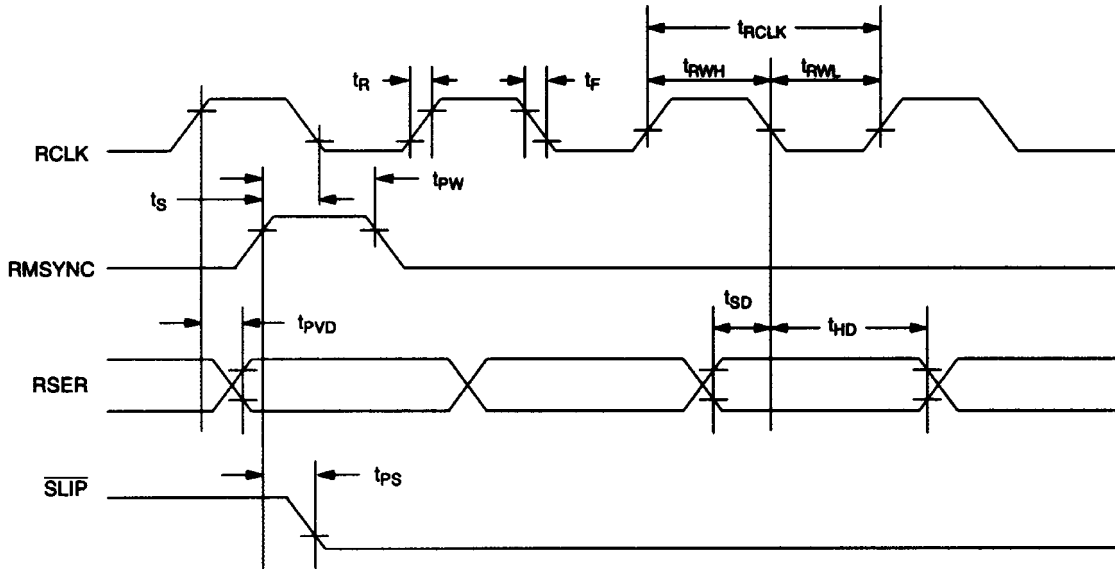 tRCLK
tR
tF
tRWH
tRWL
RCLK
tPW
tS
RMSYNC
tSD
tPVD
tHD
RSER
tPS
SLIP